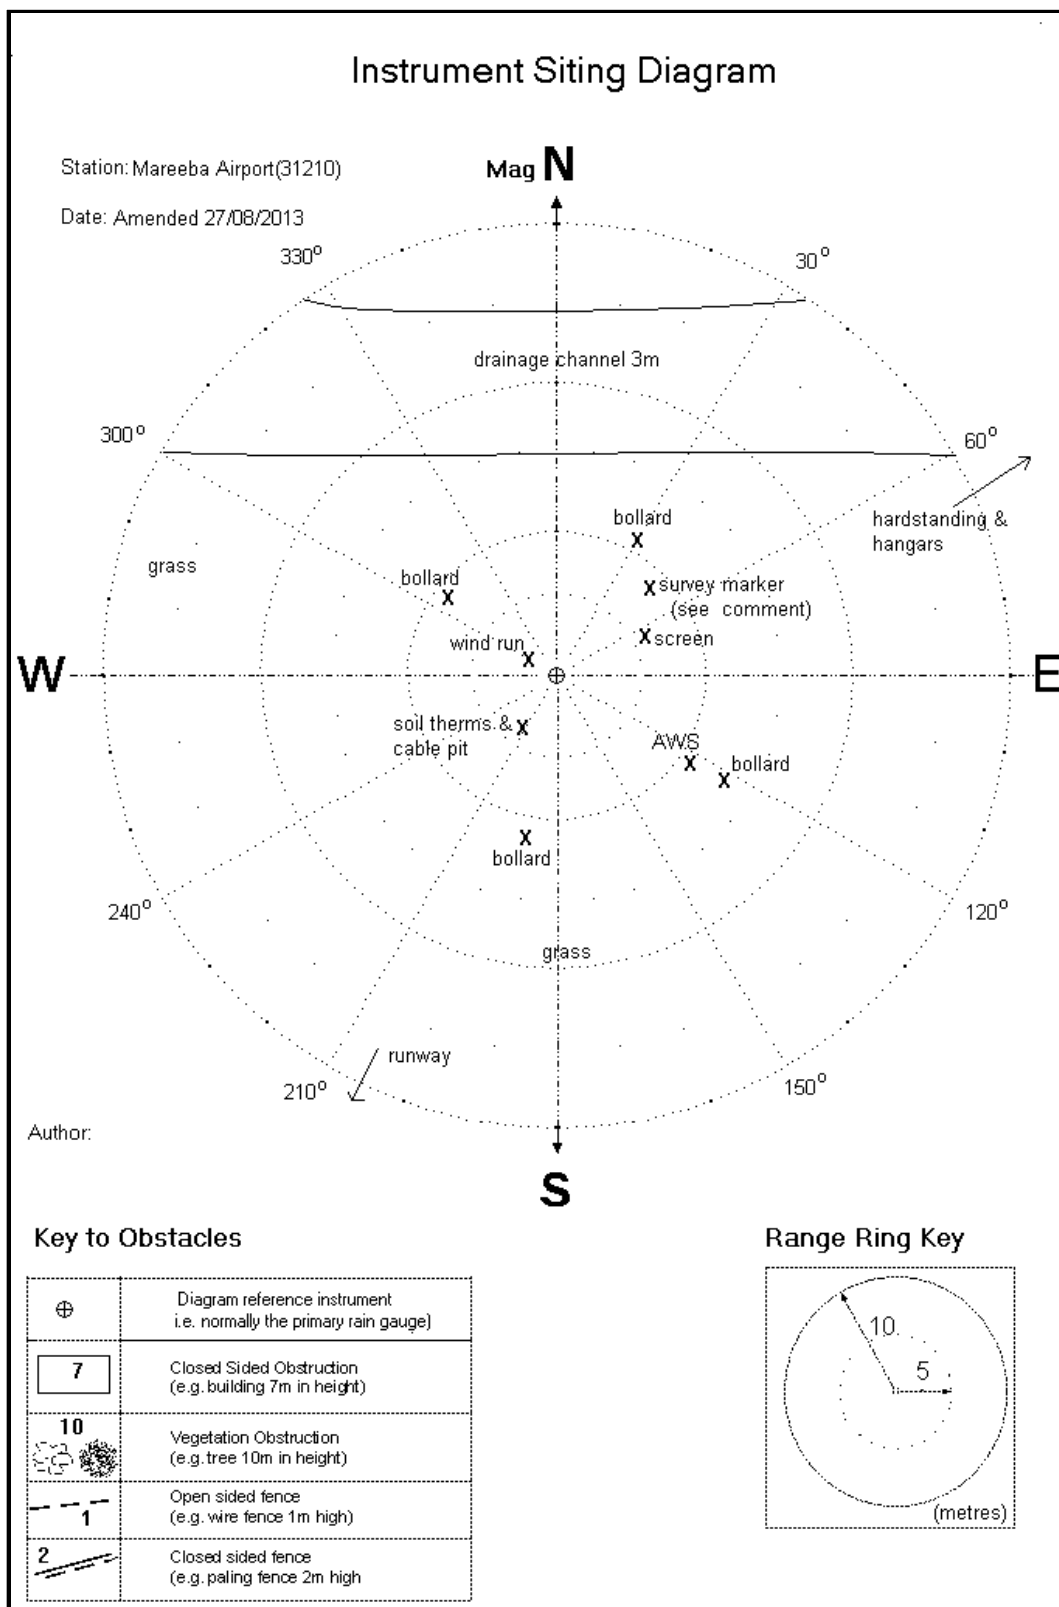 Instrument Siting Diagram
Station: Mareeba Airport(31210)
Mag N
Date: Amended 27/08/2013
330°
30°
drainage channel 3m
300°
60°
hardstanding &
hangars
bollard
grass
bollard
survey marker
(see comment)
wind run
screen
W
E
soil therms &
cable pit
AWS
bollard
bollard
240°
120°
grass
runway
210°
150°
Author:
S
Key to Obstacles
Diagram reference instrument
i.e. normally the primary rain gauge)
7
Closed Sided Obstruction
(e.g. building 7m in height)
10
Vegetation Obstruction
(e.g. tree 10m in height)
1
Open sided fence
(e.g. wire fence 1m high)
2
Closed sided fence
(e.g. paling fence 2m high
Range Ring Key
10
5
(metres)